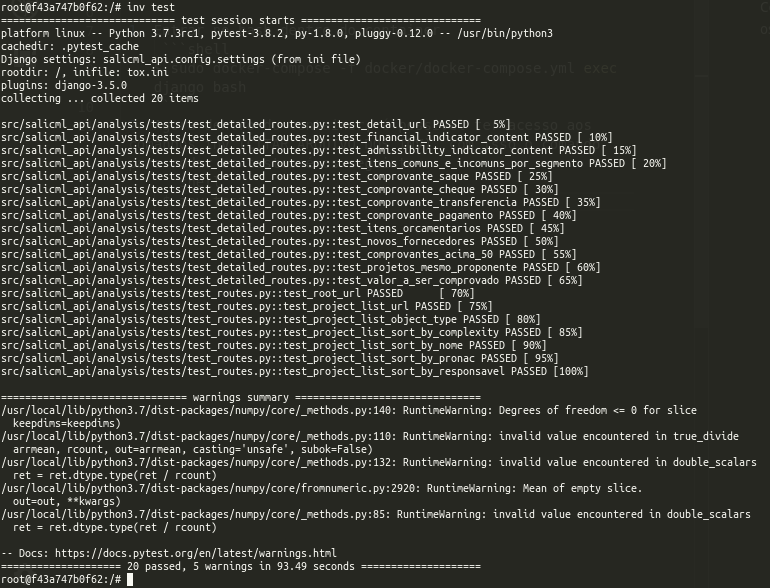 root@f43a747b0f62:/# inv test
============================= test session starts ==============================
platform linux -- Python 3.7.3rc1, pytest-3.8.2, py-1.8.0, pluggy-0.12.0 -- /usr/bin/python3
cachedir: .pytest_cache
Django settings: salicml_api.config.settings (from ini file)
rootdir: /, inifile: tox.ini
plugins: django-3.5.0
collecting ... collected 20 items
src/salicml_api/analysis/tests/test_detailed_routes.py::test_detail_url PASSED [  5%]
src/salicml_api/analysis/tests/test_detailed_routes.py::test_financial_indicator_content PASSED [ 10%]
src/salicml_api/analysis/tests/test_detailed_routes.py::test_admissibility_indicator_content PASSED [ 15%]
src/salicml_api/analysis/tests/test_detailed_routes.py::test_itens_comuns_e_incomuns_por_segmento PASSED [ 20%]
src/salicml_api/analysis/tests/test_detailed_routes.py::test_comprovante_saque PASSED [ 25%]
src/salicml_api/analysis/tests/test_detailed_routes.py::test_comprovante_cheque PASSED [ 30%]
src/salicml_api/analysis/tests/test_detailed_routes.py::test_comprovante_transferencia PASSED [ 35%]
src/salicml_api/analysis/tests/test_detailed_routes.py::test_comprovante_pagamento PASSED [ 40%]
src/salicml_api/analysis/tests/test_detailed_routes.py::test_itens_orcamentarios PASSED [ 45%]
src/salicml_api/analysis/tests/test_detailed_routes.py::test_novos_fornecedores PASSED [ 50%]
src/salicml_api/analysis/tests/test_detailed_routes.py::test_comprovantes_acima_50 PASSED [ 55%]
src/salicml_api/analysis/tests/test_detailed_routes.py::test_projetos_mesmo_proponente PASSED [ 60%]
src/salicml_api/analysis/tests/test_detailed_routes.py::test_valor_a_ser_comprovado PASSED [ 65%]
src/salicml_api/analysis/tests/test_routes.py::test_root_url PASSED      [ 70%]
src/salicml_api/analysis/tests/test_routes.py::test_project_list_url PASSED [ 75%]
src/salicml_api/analysis/tests/test_routes.py::test_project_list_object_type PASSED [ 80%]
src/salicml_api/analysis/tests/test_routes.py::test_project_list_sort_by_complexity PASSED [ 85%]
src/salicml_api/analysis/tests/test_routes.py::test_project_list_sort_by_nome PASSED [ 90%]
src/salicml_api/analysis/tests/test_routes.py::test_project_list_sort_by_pronac PASSED [ 95%]
src/salicml_api/analysis/tests/test_routes.py::test_project_list_sort_by_responsavel PASSED [100%]
=============================== warnings summary ===============================
/usr/local/lib/python3.7/dist-packages/numpy/core/_methods.py:140: RuntimeWarning: Degrees of freedom <= 0 for slice
  keepdims=keepdims)
/usr/local/lib/python3.7/dist-packages/numpy/core/_methods.py:110: RuntimeWarning: invalid value encountered in true_divide
  arrmean, rcount, out=arrmean, casting='unsafe', subok=False)
/usr/local/lib/python3.7/dist-packages/numpy/core/_methods.py:132: RuntimeWarning: invalid value encountered in double_scalars
  ret = ret.dtype.type(ret / rcount)
/usr/local/lib/python3.7/dist-packages/numpy/core/fromnumeric.py:2920: RuntimeWarning: Mean of empty slice.
  out=out, **kwargs)
/usr/local/lib/python3.7/dist-packages/numpy/core/_methods.py:85: RuntimeWarning: invalid value encountered in double_scalars
  ret = ret.dtype.type(ret / rcount)
-- Docs: https://docs.pytest.org/en/latest/warnings.html
==================== 20 passed, 5 warnings in 93.49 seconds ====================
root@f43a747b0f62:/#